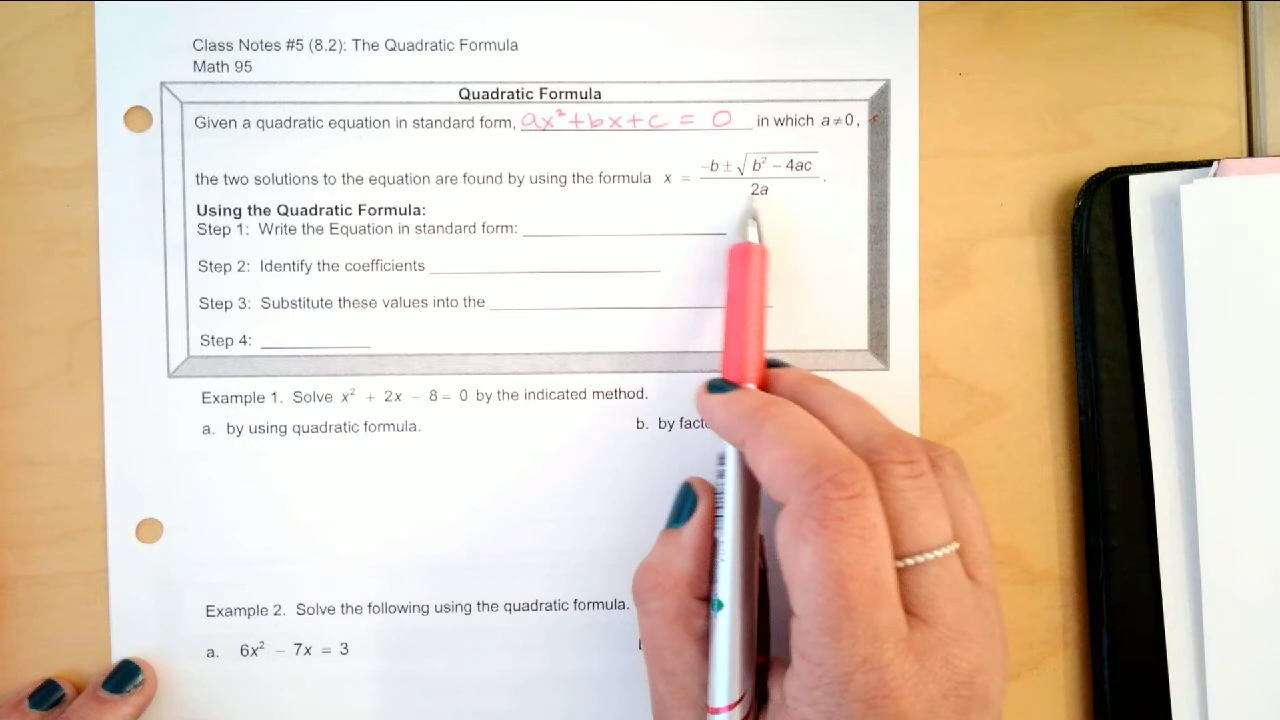 Class Notes #5 (8.2): The Quadratic Formula
Math 95
Quadratic Formula
Given a quadratic equation in standard form, ax²+bx+c = 0 in which a≠0,
the two solutions to the equation are found by using the formula x = (-b ± √(b² − 4ac))/(2a).
Using the Quadratic Formula:
Step 1: Write the Equation in standard form: ____________
Step 2: Identify the coefficients ____________
Step 3: Substitute these values into the ____________
Step 4: ____________
Example 1. Solve x² + 2x − 8 = 0 by the indicated method.
a. by using quadratic formula.
b. by
Example 2. Solve the following using the quadratic formula.
a. 6x² − 7x = 3